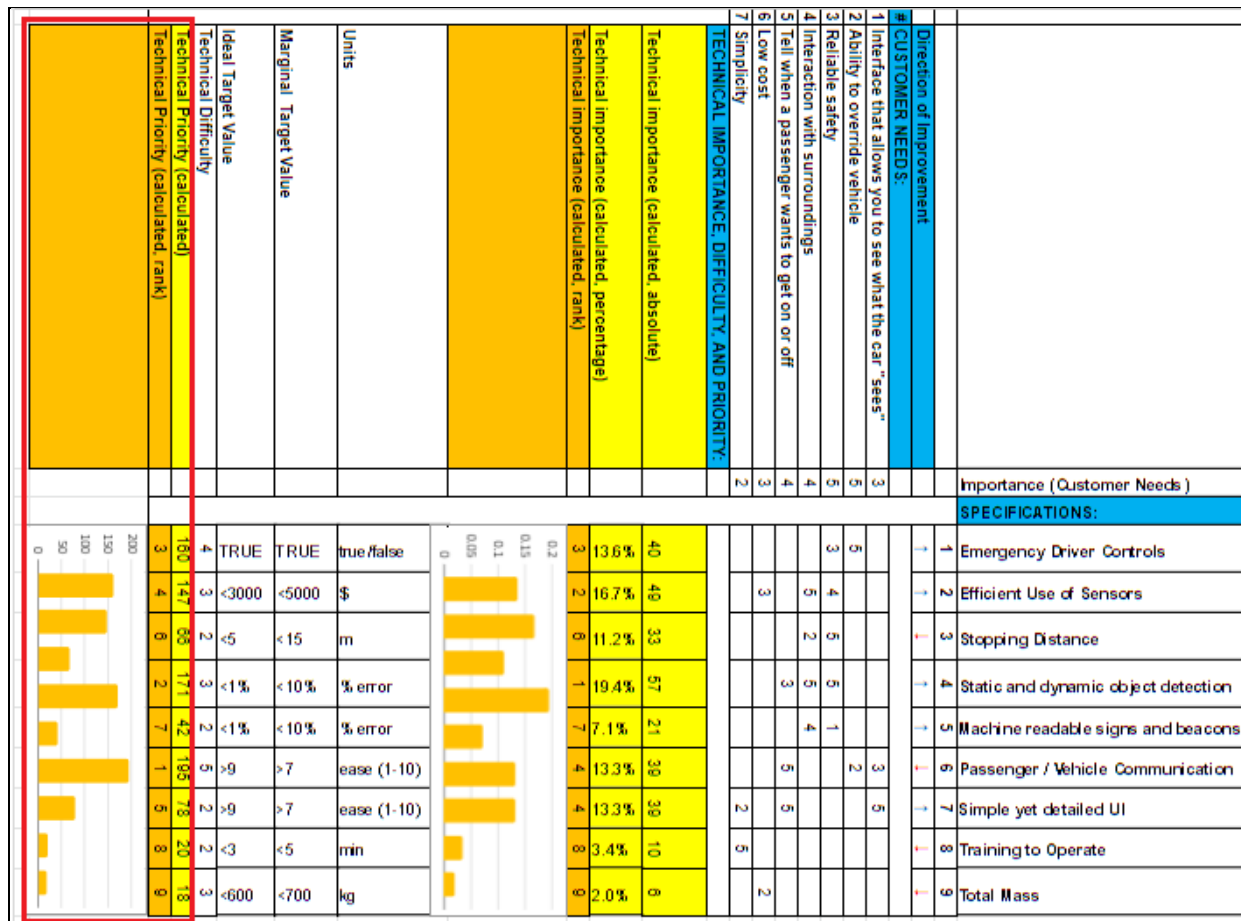 Importance (Customer Needs)
SPECIFICATIONS:
Emergency Driver Controls
Efficient Use of Sensors
Stopping Distance
Static and dynamic object detection
Machine readable signs and beacons
Passenger / Vehicle Communication
Simple yet detailed UI
Training to Operate
Total Mass
1 2 3 4 5 6 7 8 9
Direction of Improvement ↑ ↑ ↓ ↑ ↑ ↓ ↑ ↓ ↓
# CUSTOMER NEEDS:
1 Interface that allows you to see what the car "sees" 3 3 5
2 Ability to override vehicle 5 5 2
3 Reliable safety 5 3 4 5 5 1
4 Interaction with surroundings 4 5 2 5 4
5 Tell when a passenger wants to get on or off 4 3 5 5
6 Low cost 3 3 2
7 Simplicity 2 2 5
TECHNICAL IMPORTANCE, DIFFICULTY, AND PRIORITY:
Technical importance (calculated, absolute) 40 49 33 57 21 39 39 10 6
Technical importance (calculated, percentage) 13.6% 16.7% 11.2% 19.4% 7.1% 13.3% 13.3% 3.4% 2.0%
Technical importance (calculated, rank) 3 2 6 1 7 4 4 8 9
0.2
0.15
0.1
0.05
0
Units true/false $ m % error % error ease (1-10) ease (1-10) min kg
Marginal Target Value TRUE <5000 <15 <10% <10% >7 >7 <5 <700
Ideal Target Value TRUE <3000 <5 <1% <1% >9 >9 <3 <600
Technical Difficulty 4 3 2 3 2 5 2 2 3
Technical Priority (calculated) 160 147 66 171 42 195 78 20 18
Technical Priority (calculated, rank) 3 4 6 2 7 1 5 8 9
200
150
100
50
0